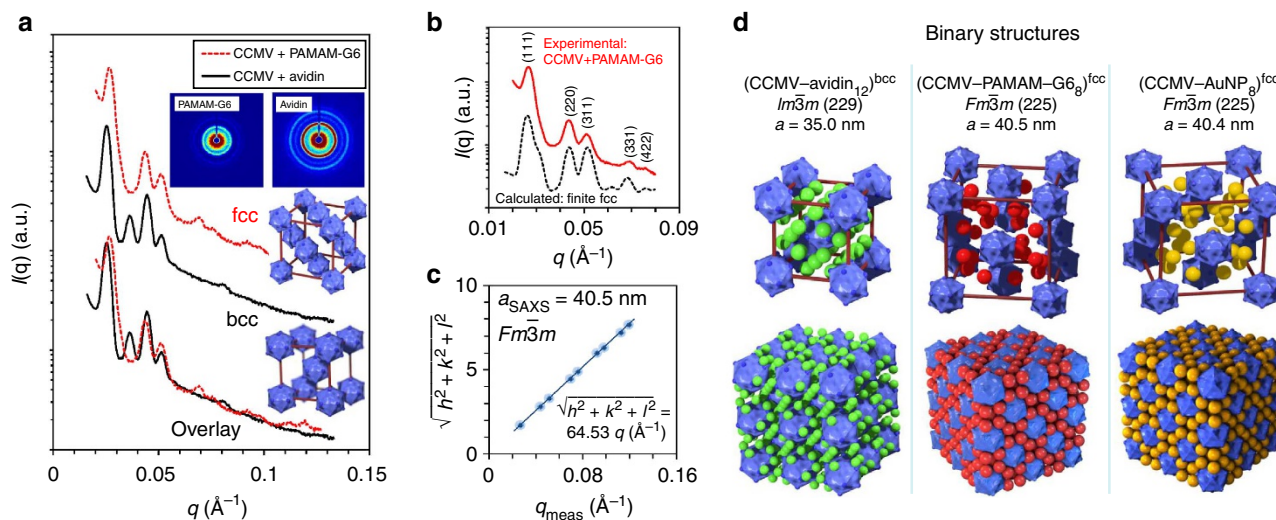 a
CCMV + PAMAM-G6
CCMV + avidin
PAMAM-G6
Avidin
fcc
bcc
Overlay
I(q) (a.u.)
0 0.05 0.10 0.15
q (Å⁻¹)
b
Experimental:
CCMV+PAMAM-G6
(111)
(220)
(311)
(331)
(422)
Calculated: finite fcc
I(q) (a.u.)
0.01 0.05 0.09
q (Å⁻¹)
c
10
5
0
a_SAXS = 40.5 nm
Fm3̅m
√h² + k² + l² =
64.53 q (Å⁻¹)
√h² + k² + l²
0 0.08 0.16
q_meas (Å⁻¹)
d
Binary structures
(CCMV–avidin₁₂)ᵇᶜᶜ
Im3m (229)
a = 35.0 nm
(CCMV–PAMAM–G6₈)ᶠᶜᶜ
Fm3̅m (225)
a = 40.5 nm
(CCMV–AuNP₈)ᶠᶜᶜ
Fm3̅m (225)
a = 40.4 nm